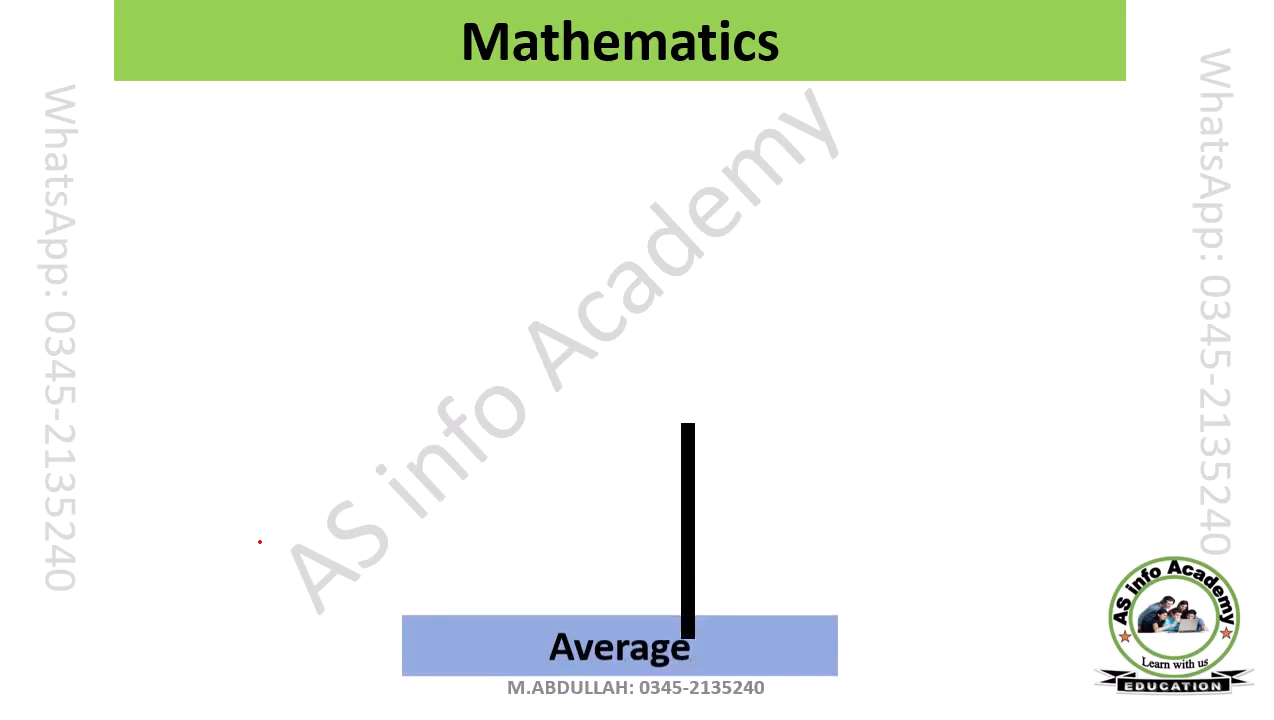 Mathematics
WhatsApp: 0345-2135240
AS info Academy
WhatsApp: 0345-2135240
AS info Academy
Learn with us
EDUCATION
Average
M.ABDULLAH: 0345-2135240